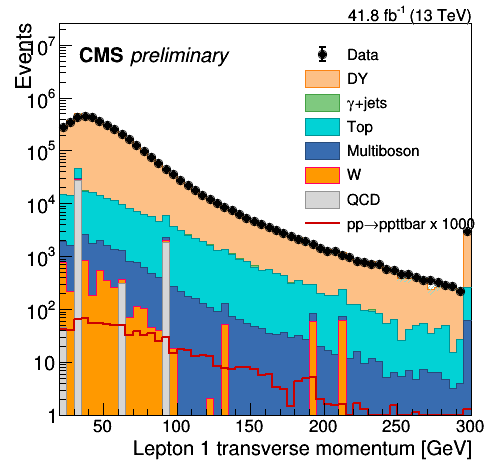 41.8 fb⁻¹ (13 TeV)
Events
CMS preliminary
Data
DY
γ+jets
Top
Multiboson
W
QCD
pp→ppttbar x 1000
10⁷
10⁶
10⁵
10⁴
10³
10²
10
1
50 100 150 200 250 300
Lepton 1 transverse momentum [GeV]